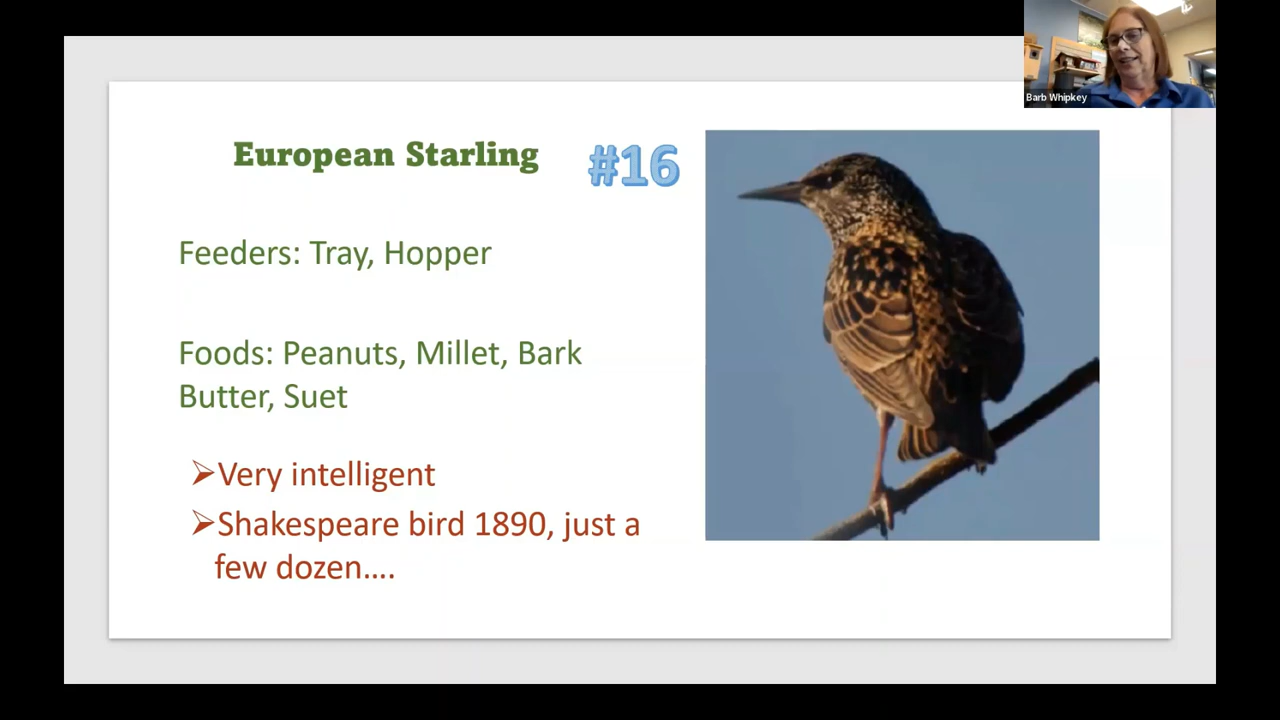 Barb Whipkey
European Starling
#16
Feeders: Tray, Hopper
Foods: Peanuts, Millet, Bark
Butter, Suet
➢Very intelligent
➢Shakespeare bird 1890, just a
few dozen....